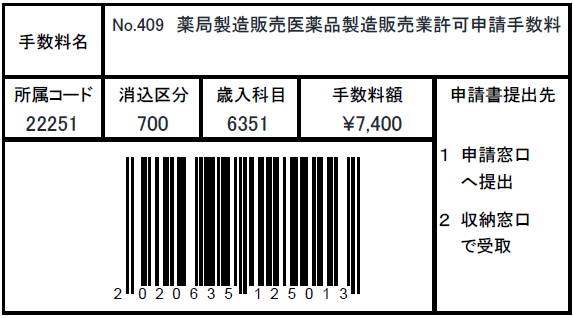 手数料名
No.409 薬局製造販売医薬品製造販売業許可申請手数料
所属コード 消込区分 歳入科目 手数料額 申請書提出先
22251 700 6351 ¥7,400
1 申請窓口
へ提出
2 収納窓口
で受取
2020635125013